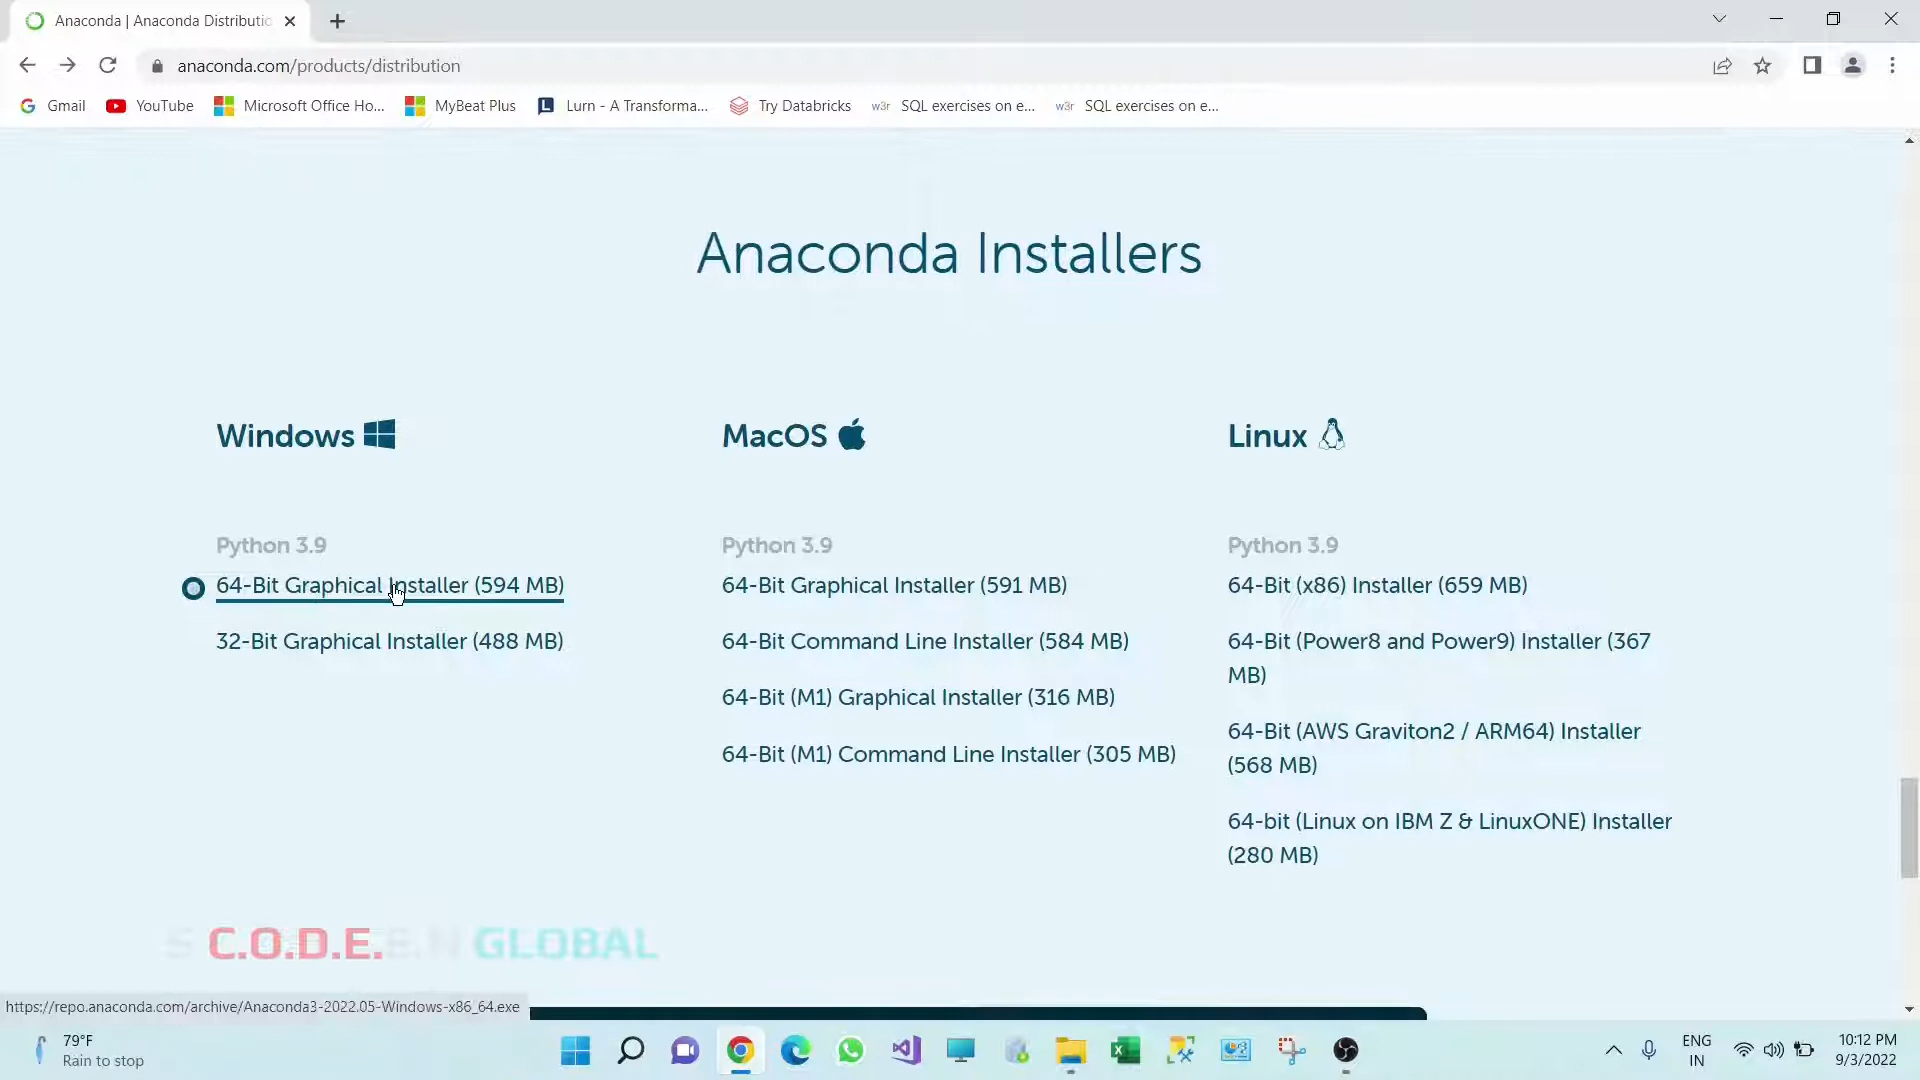 Anaconda | Anaconda Distributio
anaconda.com/products/distribution
Gmail
YouTube
Microsoft Office Ho...
MyBeat Plus
L
Lurn - A Transforma...
Try Databricks
w3r
SQL exercises on e...
w3r
SQL exercises on e...
Anaconda Installers
Windows
MacOS
Linux
Python 3.9
64-Bit Graphical Installer (594 MB)
32-Bit Graphical Installer (488 MB)
Python 3.9
64-Bit Graphical Installer (591 MB)
64-Bit Command Line Installer (584 MB)
64-Bit (M1) Graphical Installer (316 MB)
64-Bit (M1) Command Line Installer (305 MB)
Python 3.9
64-Bit (x86) Installer (659 MB)
64-Bit (Power8 and Power9) Installer (367
MB)
64-Bit (AWS Graviton2 / ARM64) Installer
(568 MB)
64-bit (Linux on IBM Z & LinuxONE) Installer
(280 MB)
C.O.D.E. GLOBAL
https://repo.anaconda.com/archive/Anaconda3-2022.05-Windows-x86_64.exe
79°F
Rain to stop
ENG
IN
10:12 PM
9/3/2022